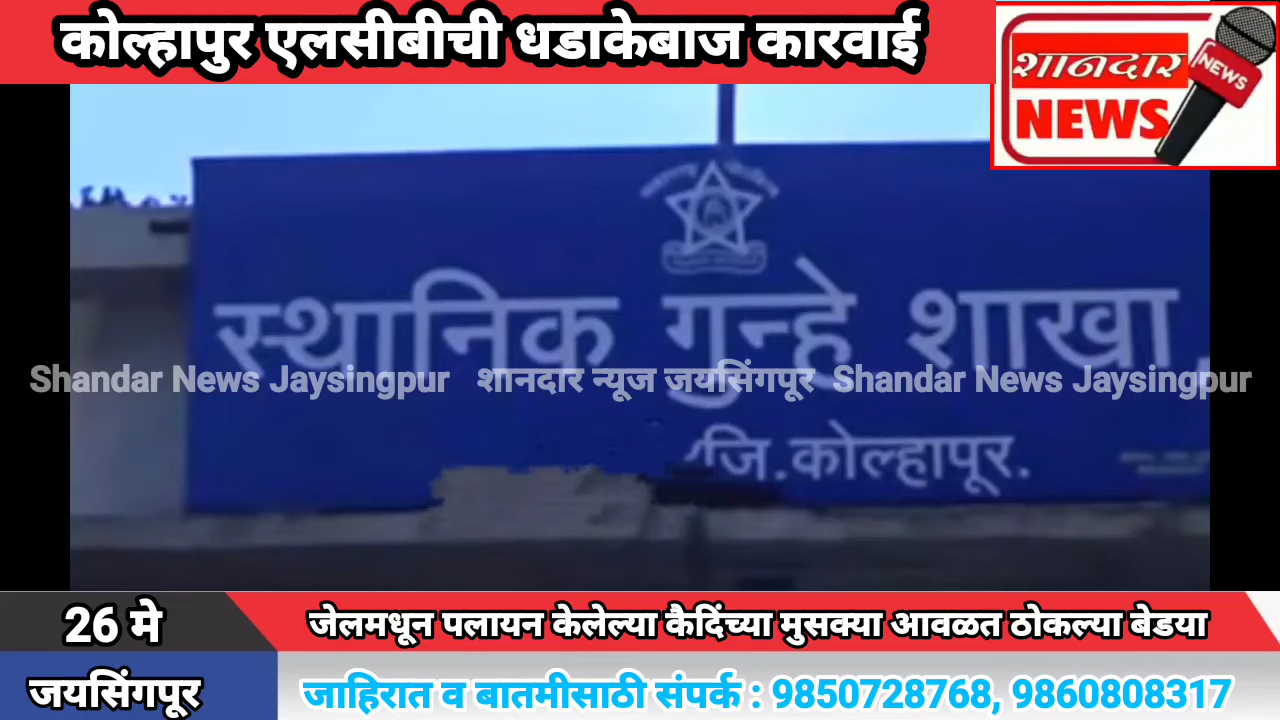 कोल्हापुर एलसीबीची धडाकेबाज कारवाई
शानदार
NEWS
NEWS
स्थानिक गुन्हे शाखा,
Shandar News Jaysingpur शानदार न्यूज जयसिंगपूर Shandar News Jaysingpur
जि.कोल्हापूर.
26 मे
जेलमधून पलायन केलेल्या कैदिंच्या मुसक्या आवळत ठोकल्या बेडया
जयसिंगपूर
जाहिरात व बातमीसाठी संपर्क : 9850728768, 9860808317